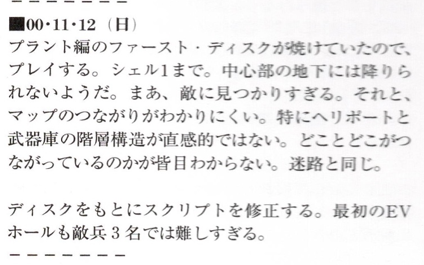 ■00・11・12（日）
プラント編のファースト・ディスクが焼けていたので、
プレイする。シェル1まで。中心部の地下には降りら
れないようだ。まあ、敵に見つかりすぎる。それと、
マップのつながりがわかりにくい。特にヘリポートと
武器庫の階層構造が直感的ではない。どことどこがつ
ながっているのかが皆目わからない。迷路と同じ。
ディスクをもとにスクリプトを修正する。最初のEV
ホールも敵兵3名では難しすぎる。